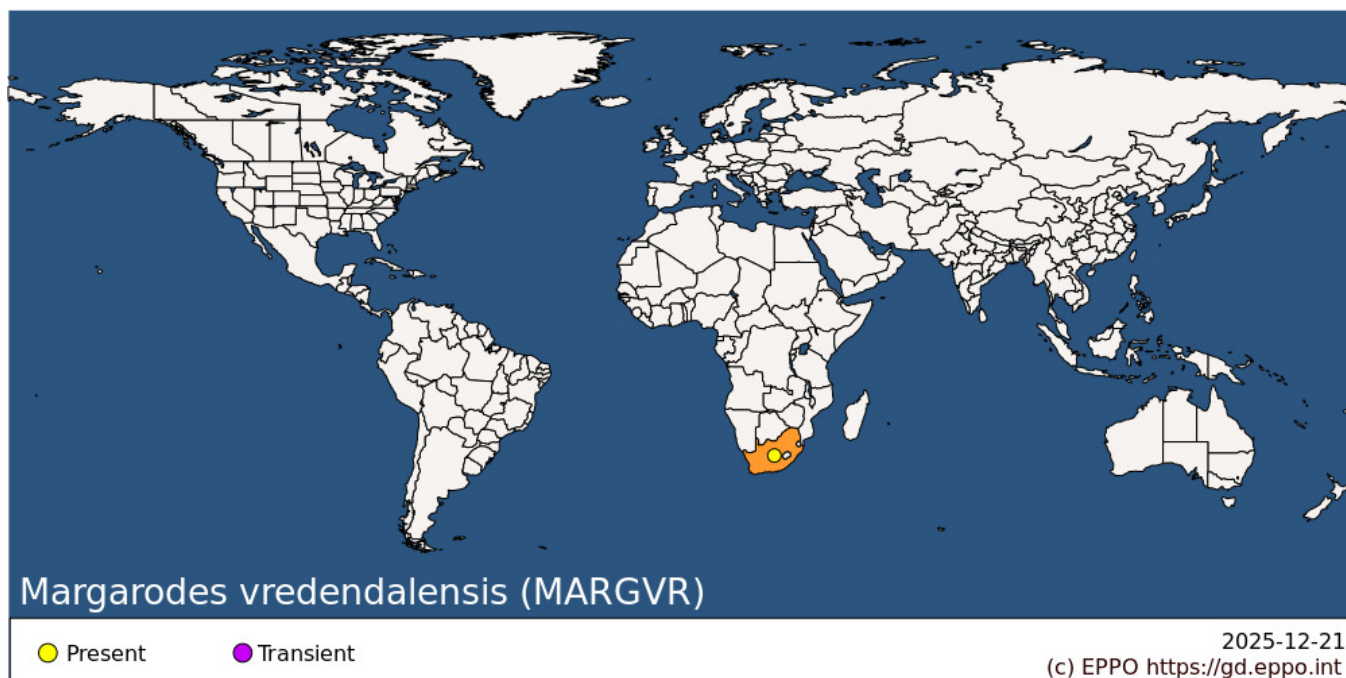 Margarodes vredendalensis (MARGVR)
Present
Transient
2025-12-21
(c) EPPO https://gd.eppo.int